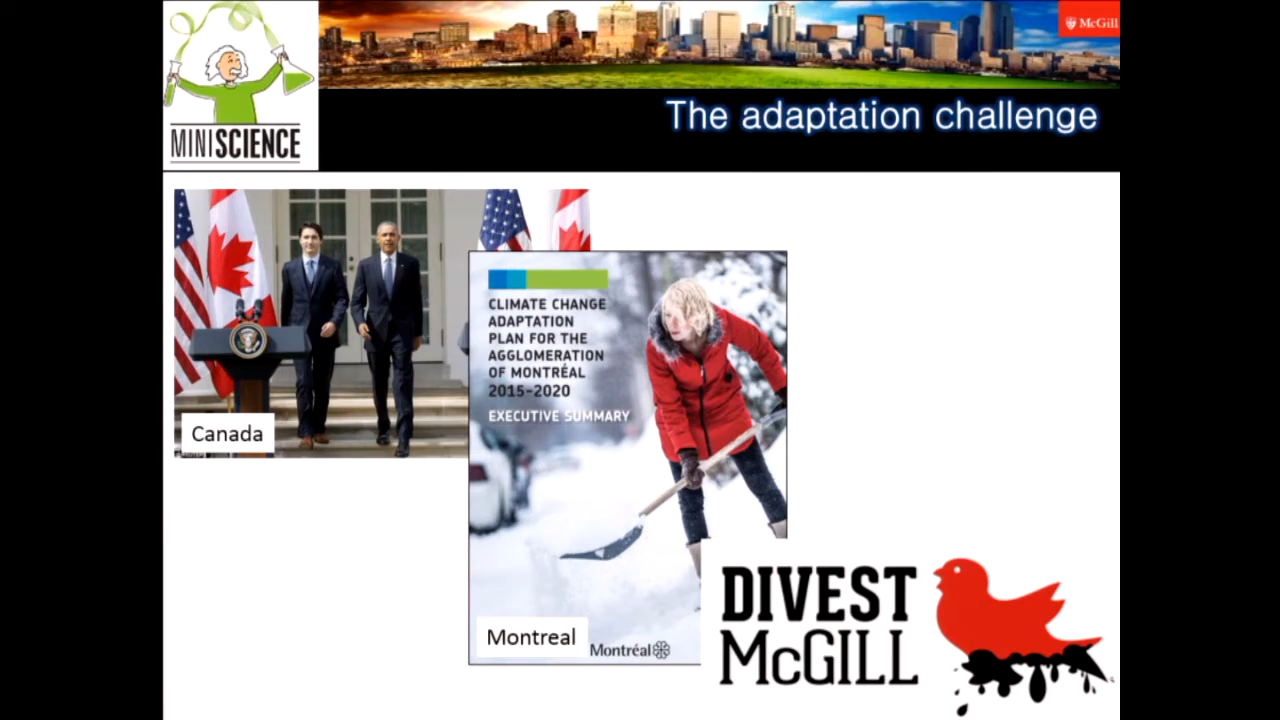 McGill
MINISCIENCE
The adaptation challenge
Canada
CLIMATE CHANGE
ADAPTATION
PLAN FOR THE
AGGLOMERATION
OF MONTRÉAL
2015-2020
EXECUTIVE SUMMARY
Montreal
Montréal
DIVEST
McGILL